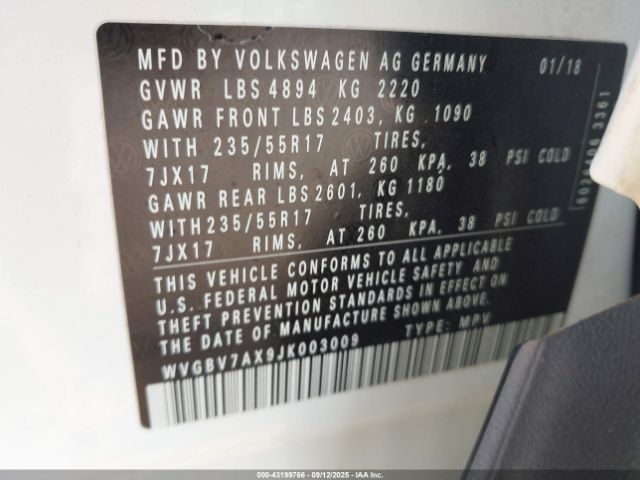 MFD BY VOLKSWAGEN AG GERMANY 01/18
GVWR LBS 4894 KG 2220
GAWR FRONT LBS 2403, KG .1090
WITH 235/55R17 TIRES,
7JX17 RIMS, AT 260 KPA, 38 PSI COLD
GAWR REAR LBS 2601, KG 1180
WITH 235/55R17 TIRES,
7JX17 RIMS, AT 260 KPA, 38 PSI COLD
THIS VEHICLE CONFORMS TO ALL APPLICABLE
U.S. FEDERAL MOTOR VEHICLE SAFETY AND
THEFT PREVENTION STANDARDS IN EFFECT ON
THE DATE OF MANUFACTURE SHOWN ABOVE.
WVGBV7AX9JK003009 TYPE: MPV
3361
000-43199766 - 09/12/2025 - IAA, Inc.